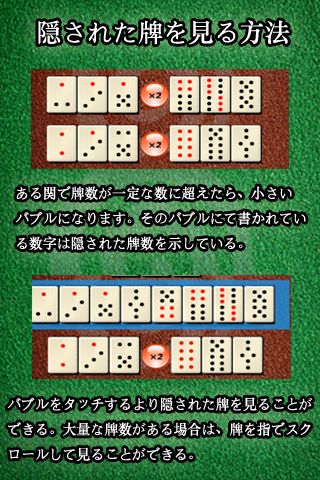 隠された牌を見る方法
×2
×2
ある関で牌数が一定な数に超えたら、小さい
バブルになります。そのバブルにて書かれてい
る数字は隠された牌数を示している。
×2
バブルをタッチするより隠された牌を見ることが
できる。大量な牌数がある場合は、牌を指でスク
ロールして見ることができる。